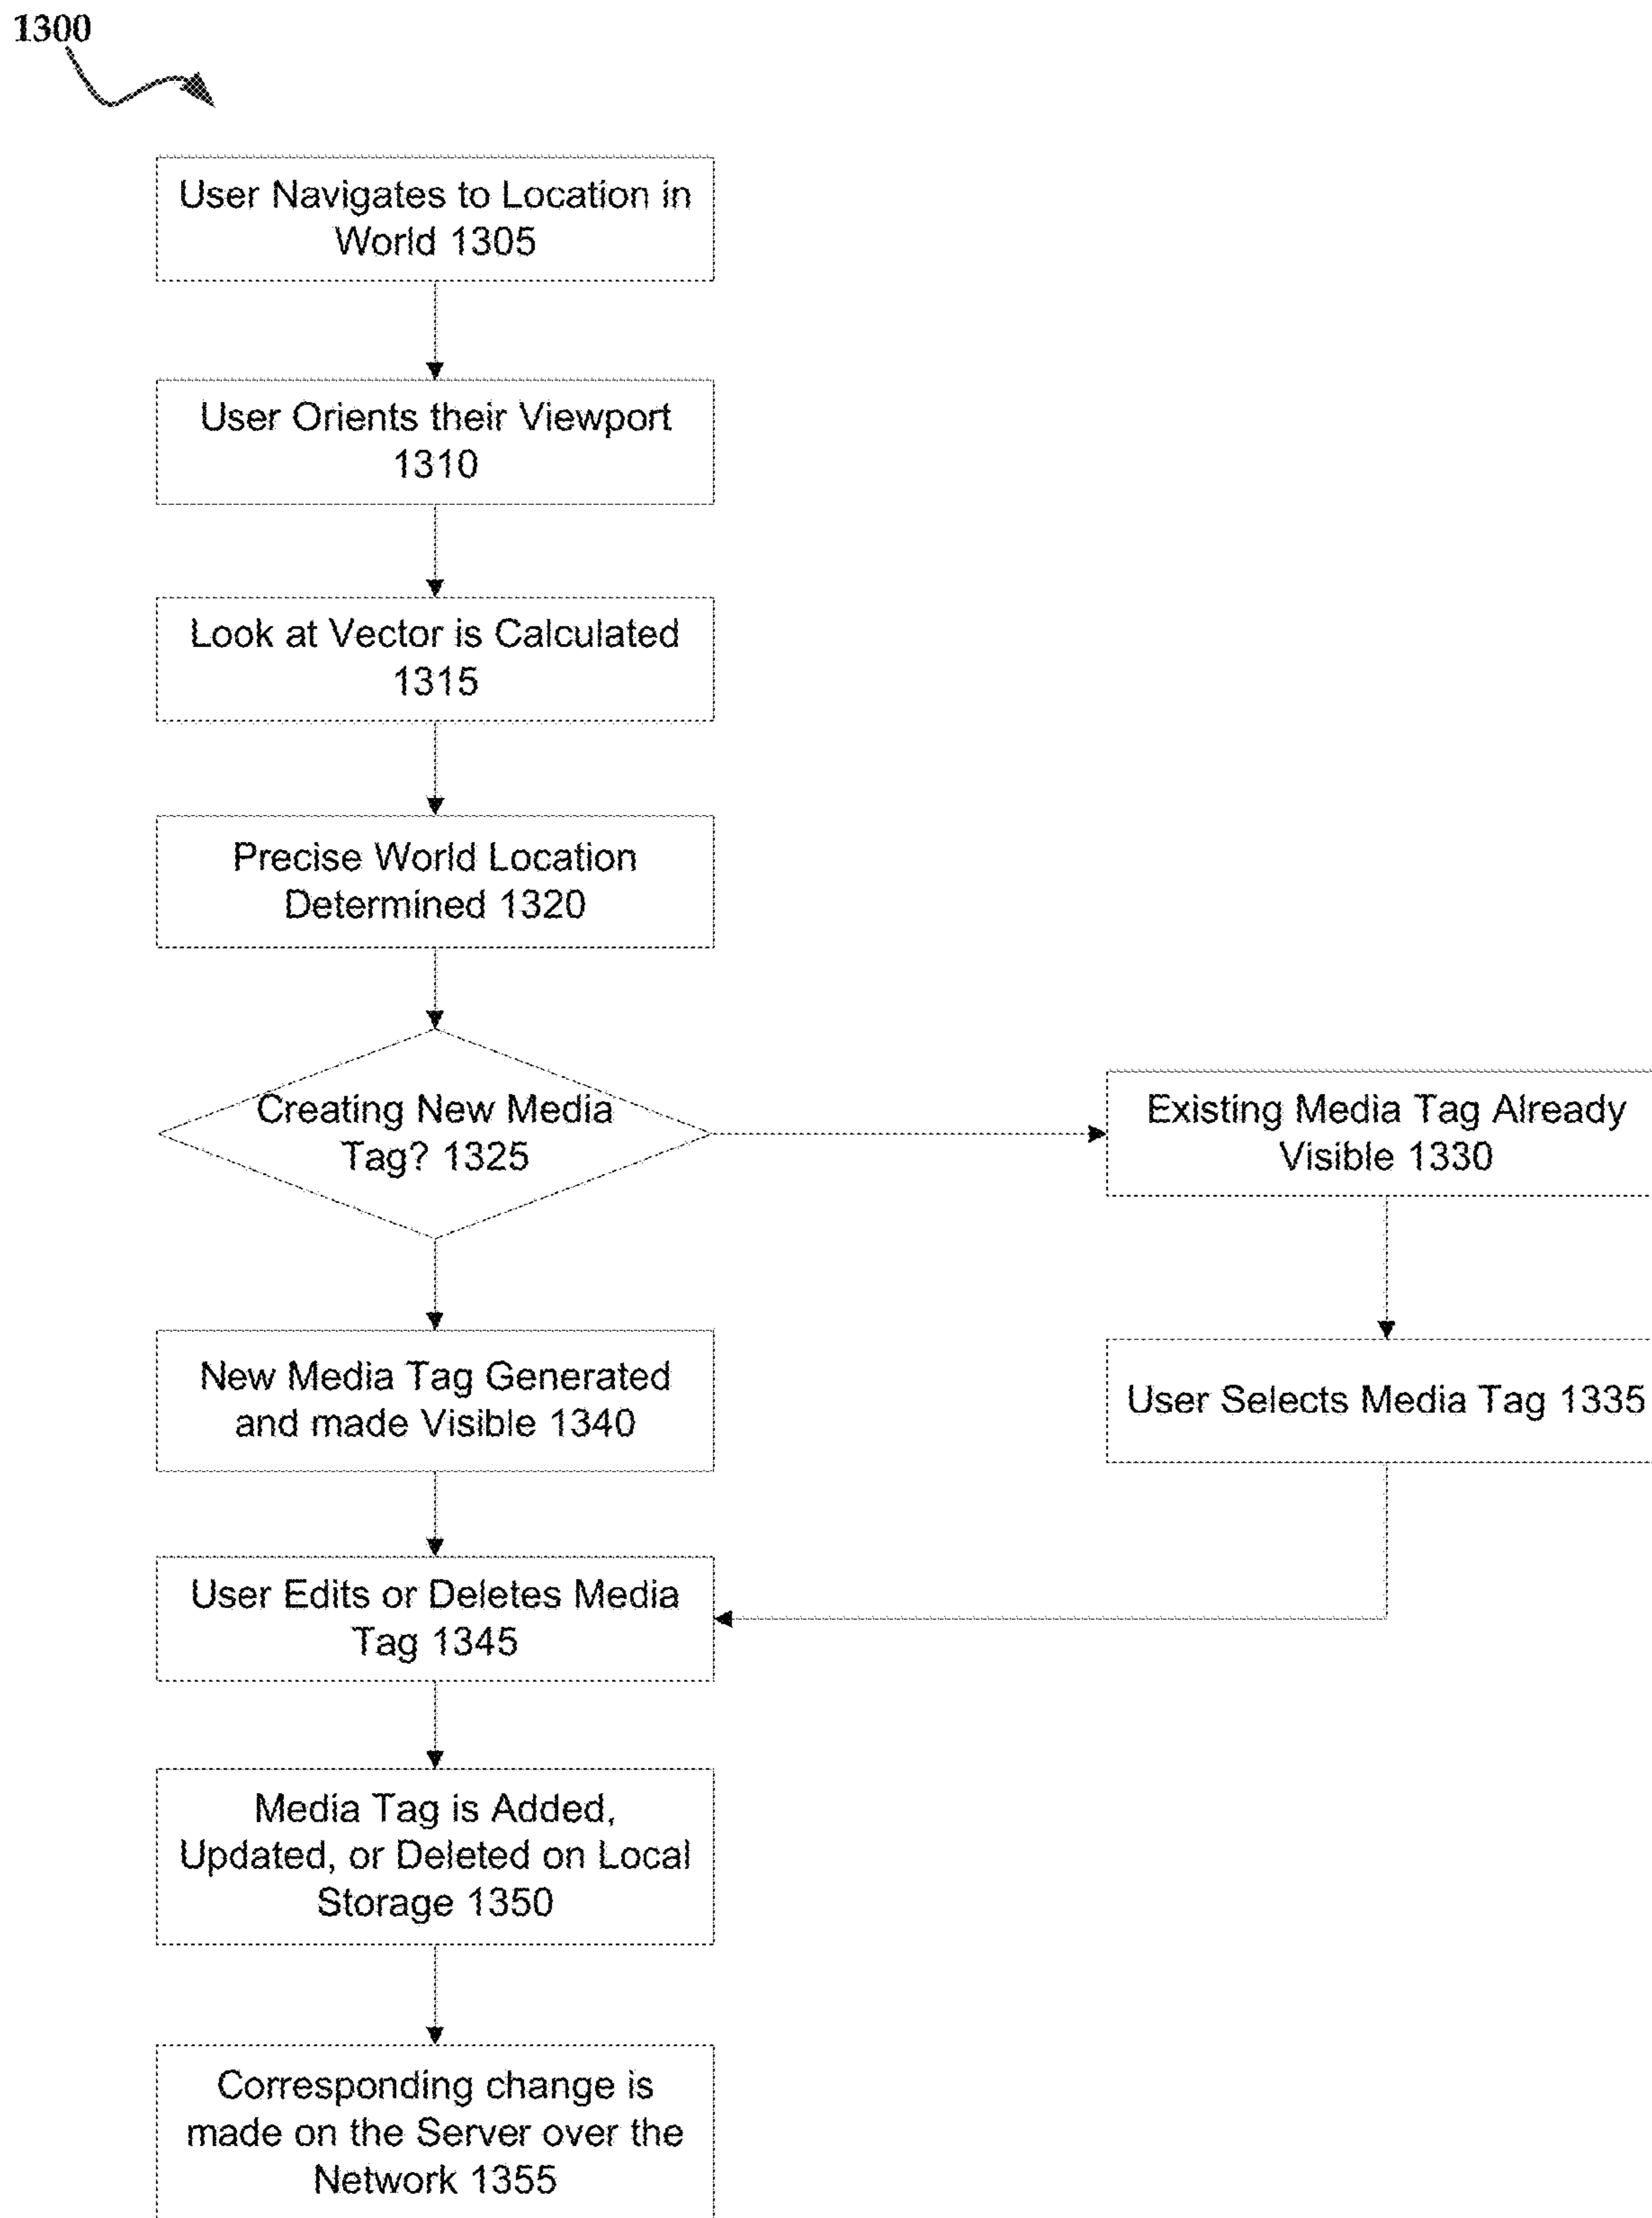 1300
User Navigates to Location in
World 1305
User Orients their Viewport
1310
Look at Vector is Calculated
1315
Precise World Location
Determined 1320
Creating New Media
Tag? 1325
Existing Media Tag Already
Visible 1330
User Selects Media Tag 1335
New Media Tag Generated
and made Visible 1340
User Edits or Deletes Media
Tag 1345
Media Tag is Added,
Updated, or Deleted on Local
Storage 1350
Corresponding change is
made on the Server over the
Network 1355